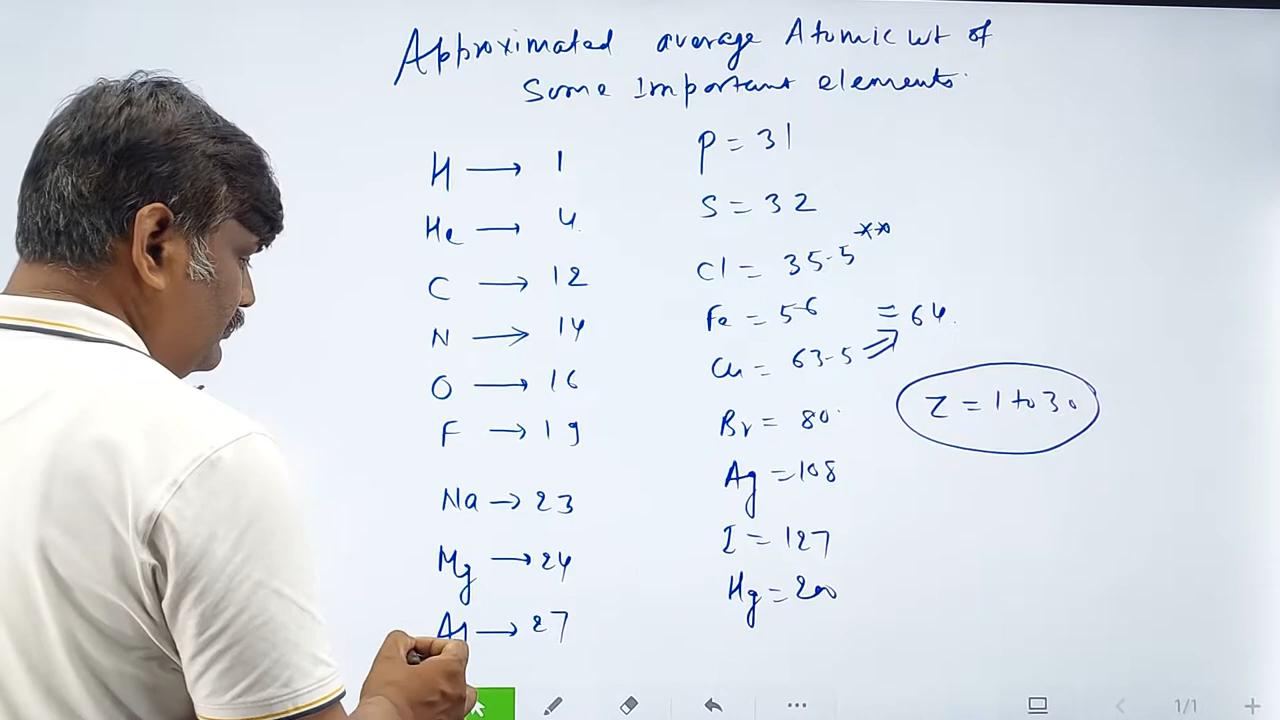 Approximated average Atomic wt of
Some Important elements.
H → 1
He → 4
C → 12
N → 14
O → 16
F → 19
Na → 23
Mg → 24
Al → 27
P = 31
S = 32
Cl = 35.5**
Fe = 56
Cu = 63.5 ⇒ = 64.
Br = 80
Ag = 108
I = 127
Hg = 200
Z = 1 to 30
1/1